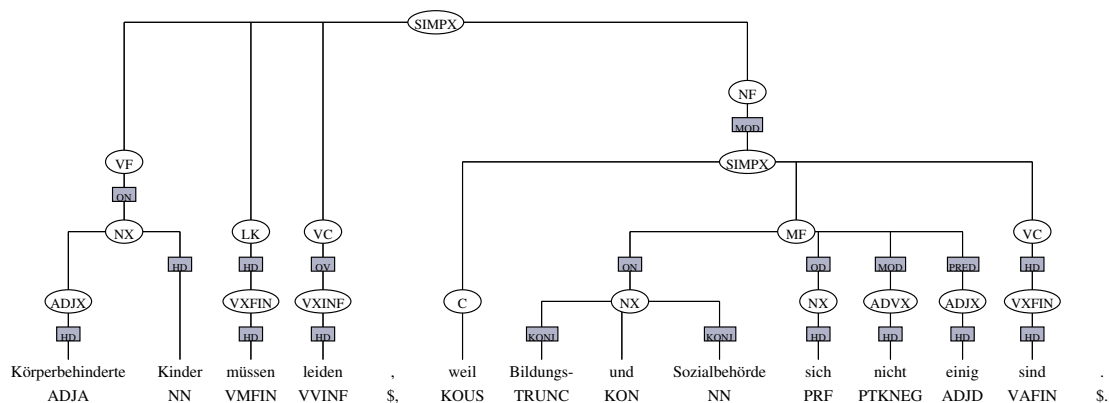 SIMPX
NF
MOD
VF SIMPX
ON
NX LK VC MF VC
HD HD OV ON OD MOD PRED HD
ADJX VXFIN VXINF C NX NX ADVX ADJX VXFIN
HD HD HD KONJ KONJ HD HD HD HD
Körperbehinderte Kinder müssen leiden , weil Bildungs- und Sozialbehörde sich nicht einig sind .
ADJA NN VMFIN VVINF $, KOUS TRUNC KON NN PRF PTKNEG ADJD VAFIN $.